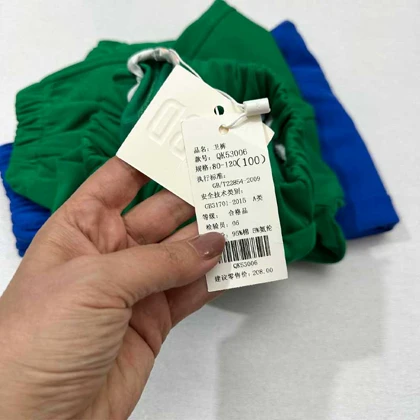 品名: 卫裤
款号: QK53006
规格: 80-120(100)
执行标准:
GB/T22854-2009
安全技术类别:
GB31701-2015 A类
等级: 合格品
检验员: 06
95%棉 5%氨纶
QK53006
建议零售价: 208.00